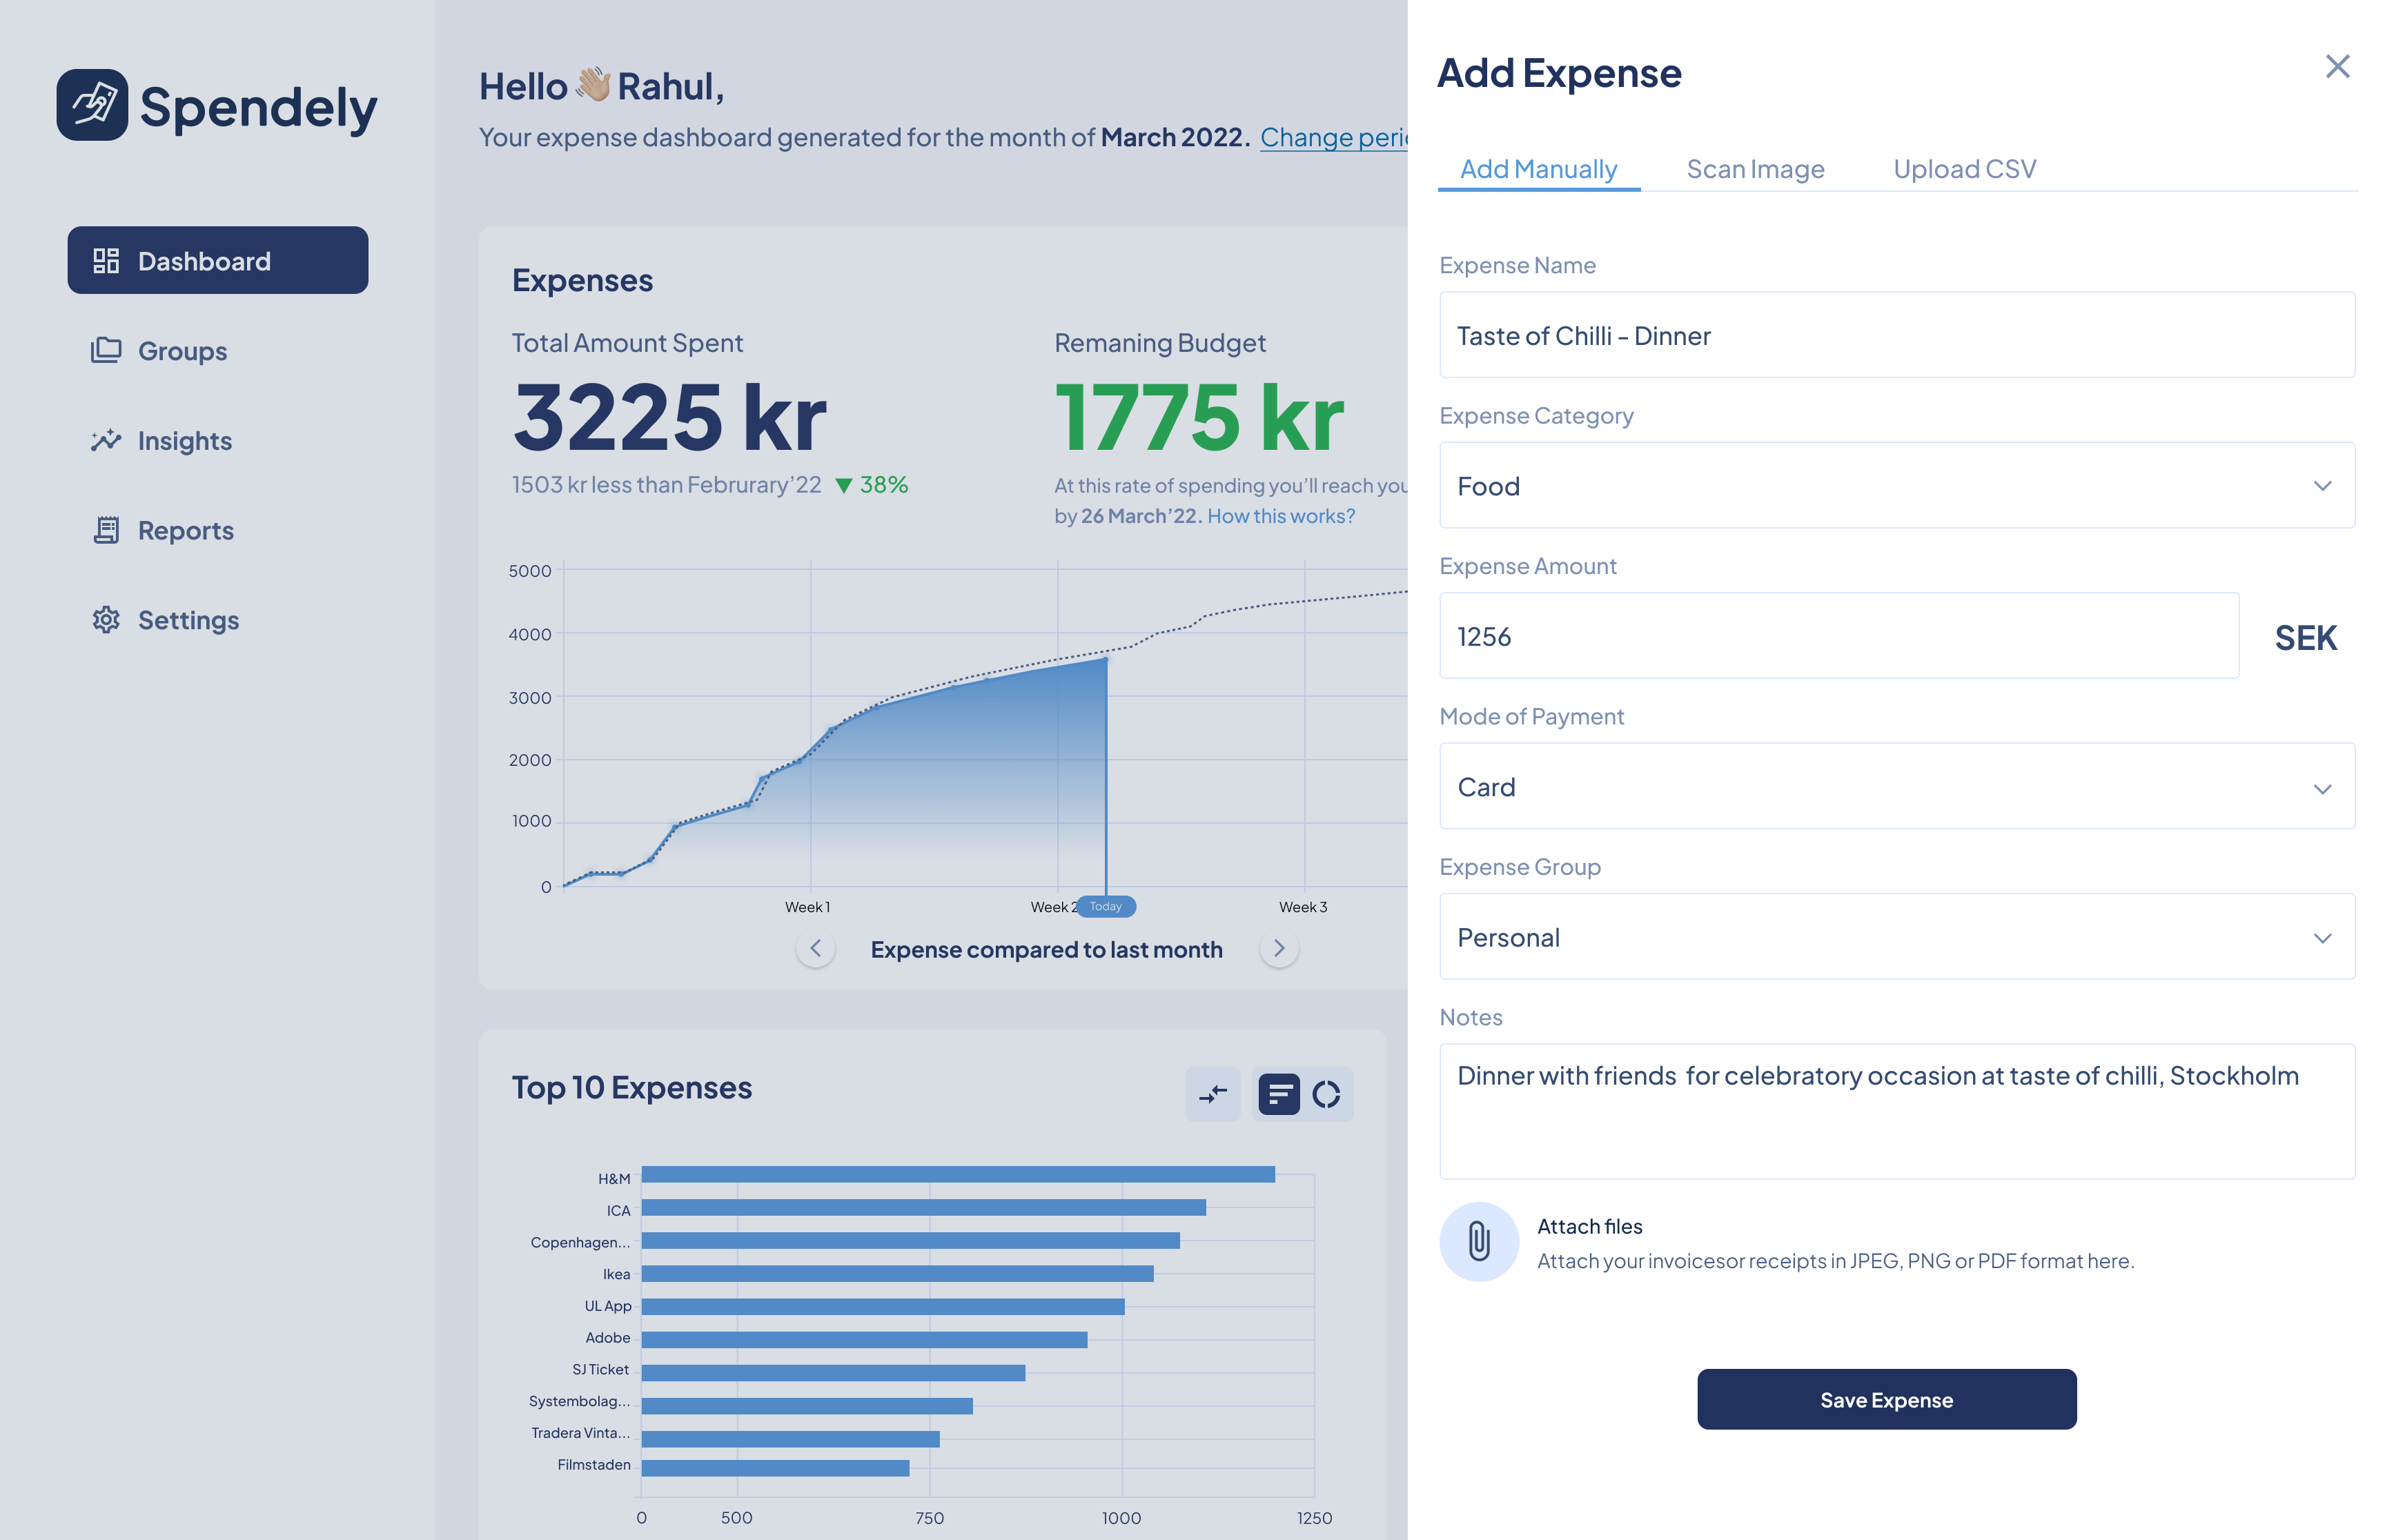 Spendely
Dashboard
Groups
Insights
Reports
Settings
Hello 👋🏼 Rahul,
Your expense dashboard generated for the month of March 2022. Change peri
Expenses
Total Amount Spent
3225 kr
1503 kr less than Februrary’22 ▼ 38%
Remaning Budget
1775 kr
At this rate of spending you’ll reach you
by 26 March’22. How this works?
5000
4000
3000
2000
1000
0
Week 1
Week 2
Today
Week 3
Expense compared to last month
Top 10 Expenses
H&M
ICA
Copenhagen...
Ikea
UL App
Adobe
SJ Ticket
Systembolag...
Tradera Vinta...
Filmstaden
0
500
750
1000
1250
Add Expense
Add Manually
Scan Image
Upload CSV
Expense Name
Taste of Chilli - Dinner
Expense Category
Food
Expense Amount
1256
SEK
Mode of Payment
Card
Expense Group
Personal
Notes
Dinner with friends  for celebratory occasion at taste of chilli, Stockholm
Attach files
Attach your invoicesor receipts in JPEG, PNG or PDF format here.
Save Expense